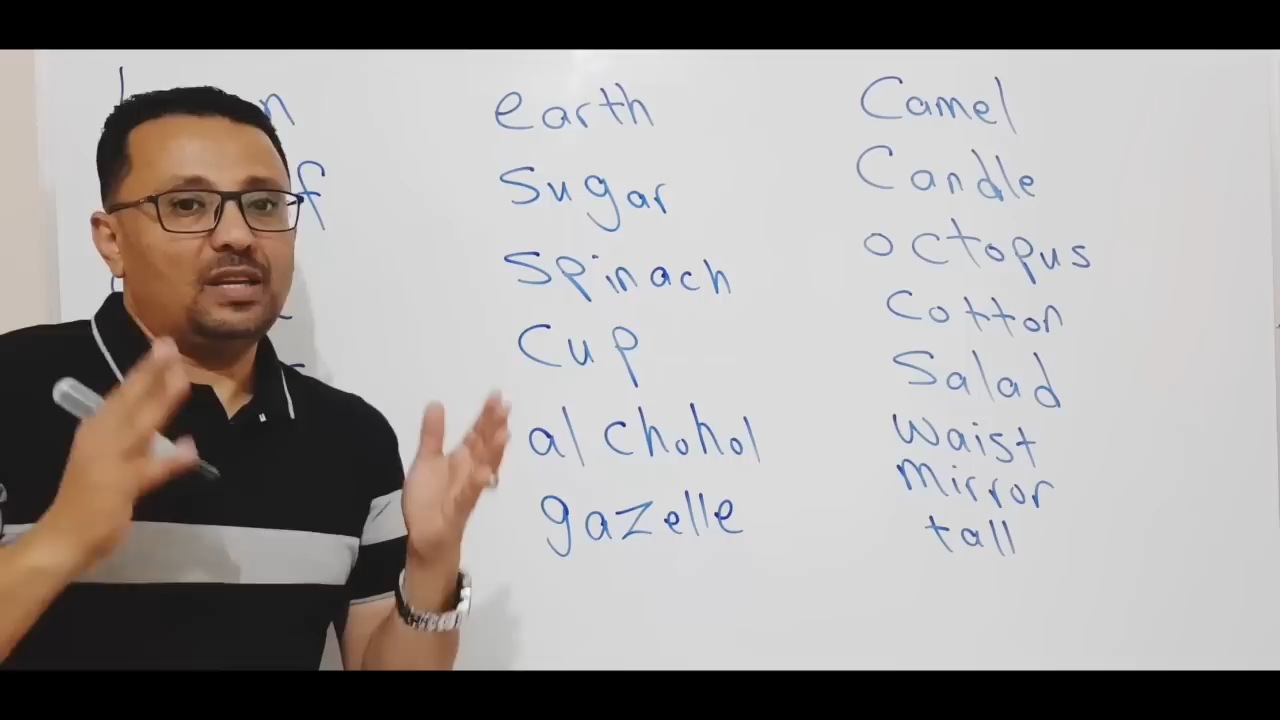 earth
Sugar
Spinach
Cup
alchohol
gazelle
Camel
Candle
octopus
Cotton
Salad
waist
mirror
tall